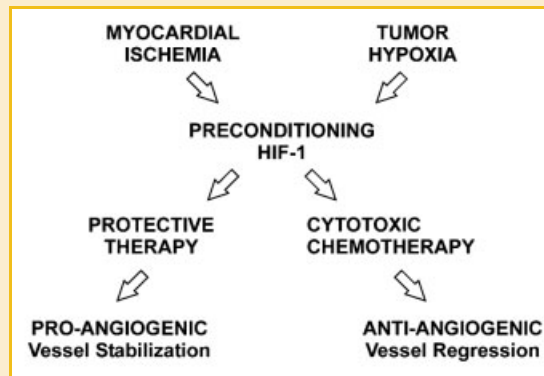 MYOCARDIAL
ISCHEMIA
TUMOR
HYPOXIA
PRECONDITIONING
HIF-1
PROTECTIVE
THERAPY
CYTOTOXIC
CHEMOTHERAPY
PRO-ANGIOGENIC
Vessel Stabilization
ANTI-ANGIOGENIC
Vessel Regression